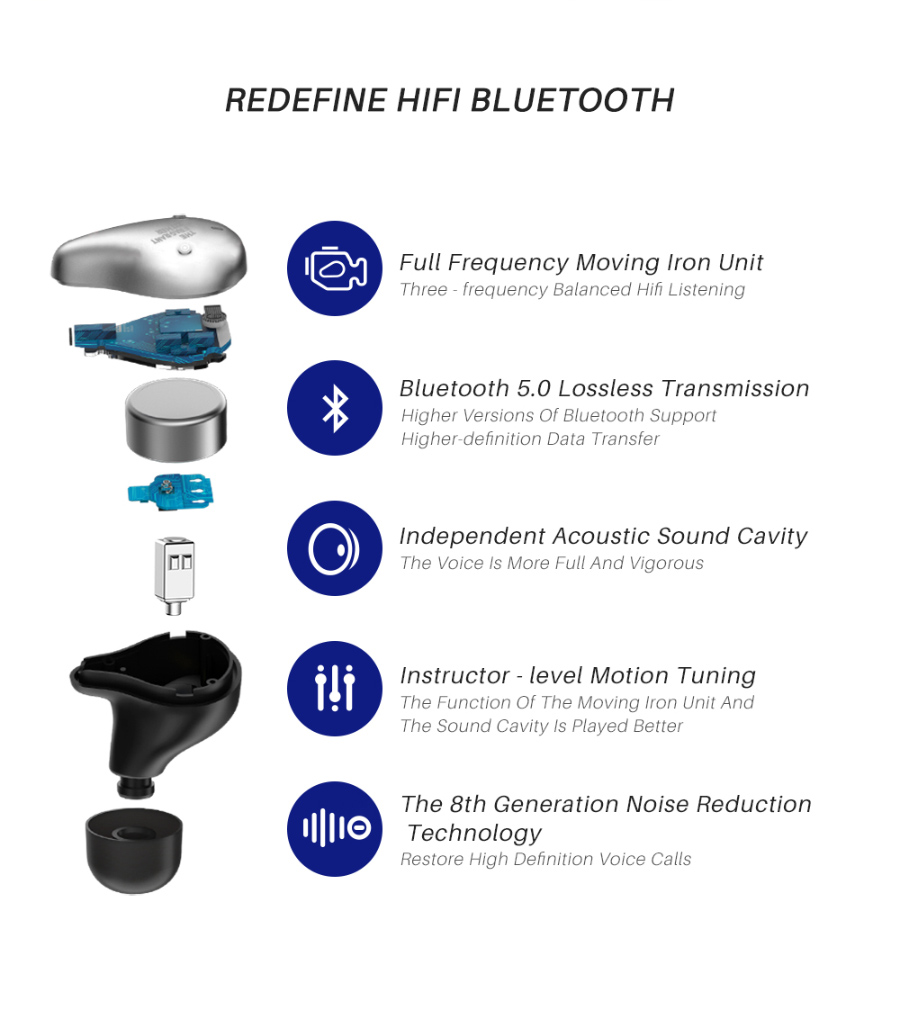 REDEFINE HIFI BLUETOOTH
Full Frequency Moving Iron Unit
Three - frequency Balanced Hifi Listening
Bluetooth 5.0 Lossless Transmission
Higher Versions Of Bluetooth Support
Higher-definition Data Transfer
Independent Acoustic Sound Cavity
The Voice Is More Full And Vigorous
Instructor - level Motion Tuning
The Function Of The Moving Iron Unit And
The Sound Cavity Is Played Better
The 8th Generation Noise Reduction
Technology
Restore High Definition Voice Calls